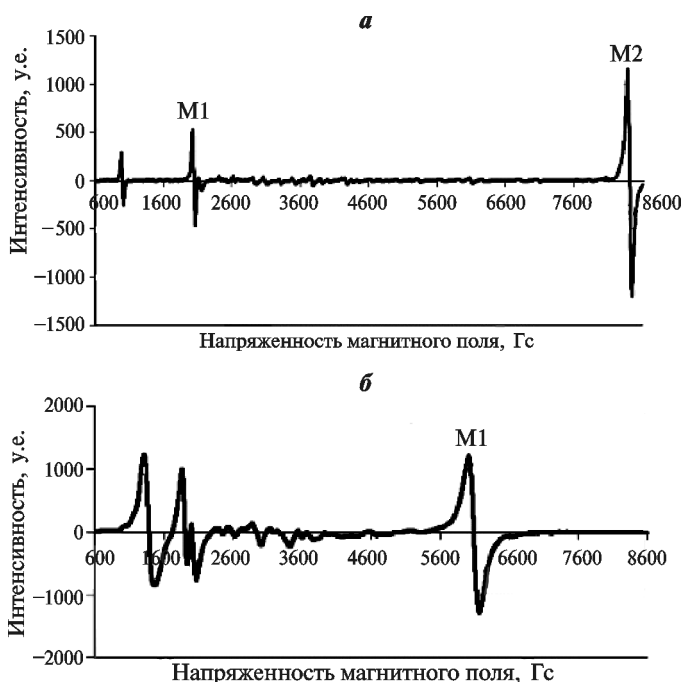 а
Интенсивность, у.е.
1500
1000
500
0
−500
−1000
−1500
M1
M2
600 1600 2600 3600 4600 5600 6600 7600 8600
Напряженность магнитного поля, Гс
б
Интенсивность, у.е.
2000
1000
0
−1000
−2000
M1
600 1600 2600 3600 4600 5600 6600 7600 8600
Напряженность магнитного поля, Гс